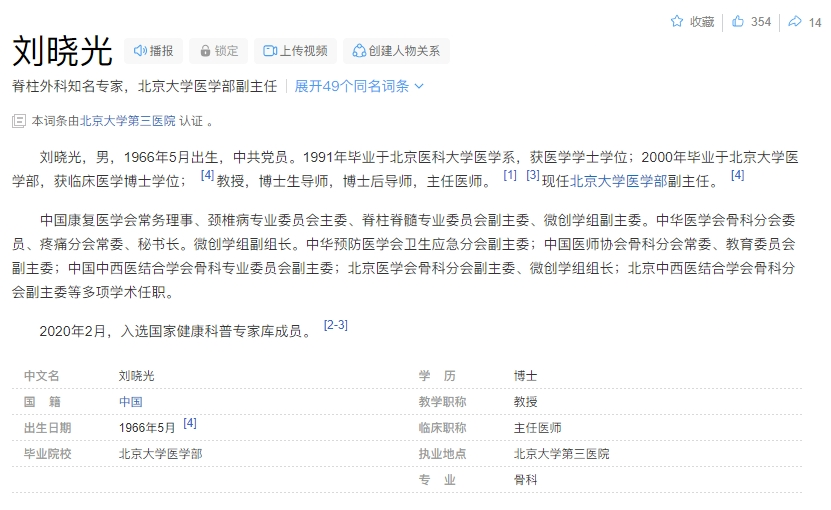 收藏 354 14
刘晓光 播报 锁定 上传视频 创建人物关系
脊柱外科知名专家，北京大学医学部副主任 展开49个同名词条
本词条由北京大学第三医院 认证 。
刘晓光，男，1966年5月出生，中共党员。1991年毕业于北京医科大学医学系，获医学学士学位；2000年毕业于北京大学医
学部，获临床医学博士学位； [4] 教授，博士生导师，博士后导师，主任医师。 [1] [3] 现任北京大学医学部副主任。 [4]
中国康复医学会常务理事、颈椎病专业委员会主委、脊柱脊髓专业委员会副主委、微创学组副主委。中华医学会骨科分会委
员、疼痛分会常委、秘书长。微创学组副组长。中华预防医学会卫生应急分会副主委；中国医师协会骨科分会常委、教育委员会
副主委；中国中西医结合学会骨科专业委员会副主委；北京医学会骨科分会副主委、微创学组组长；北京中西医结合学会骨科分
会副主委等多项学术任职。
2020年2月，入选国家健康科普专家库成员。 [2-3]
中文名 刘晓光 学 历 博士
国 籍 中国 教学职称 教授
出生日期 1966年5月 [4] 临床职称 主任医师
毕业院校 北京大学医学部 执业地点 北京大学第三医院
专 业 骨科